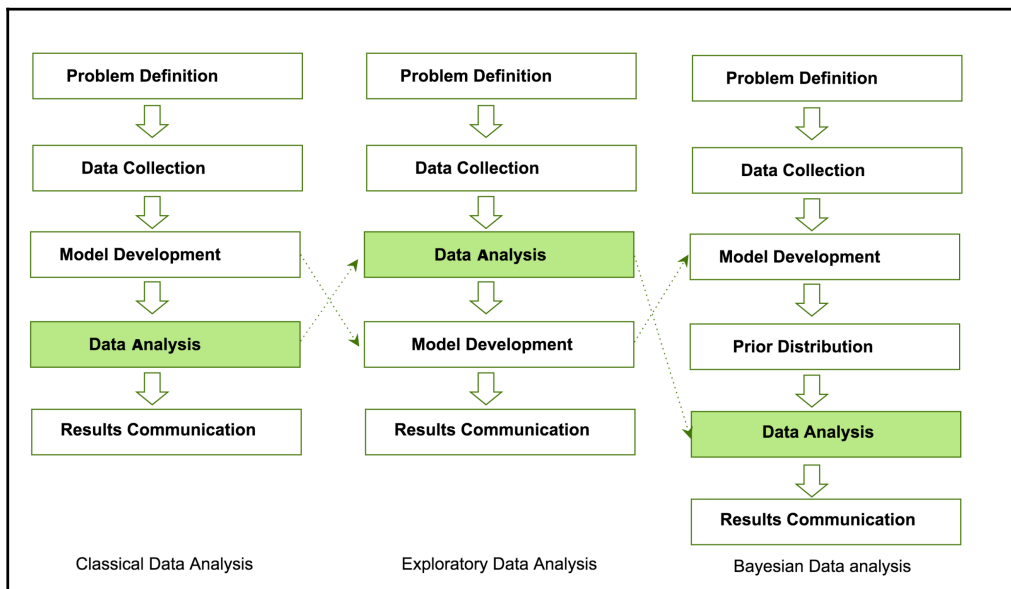 Problem Definition
Data Collection
Model Development
Data Analysis
Results Communication
Classical Data Analysis
Problem Definition
Data Collection
Data Analysis
Model Development
Results Communication
Exploratory Data Analysis
Problem Definition
Data Collection
Model Development
Prior Distribution
Data Analysis
Results Communication
Bayesian Data analysis